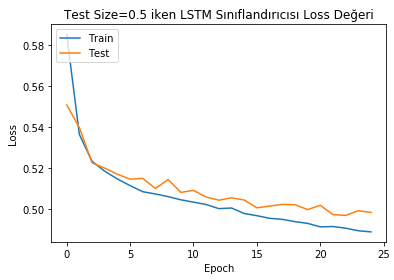 Test Size=0.5 iken LSTM Sınıflandırıcısı Loss Değeri
Train
Test
0.58
0.56
0.54
0.52
0.50
Loss
0
5
10
15
20
25
Epoch